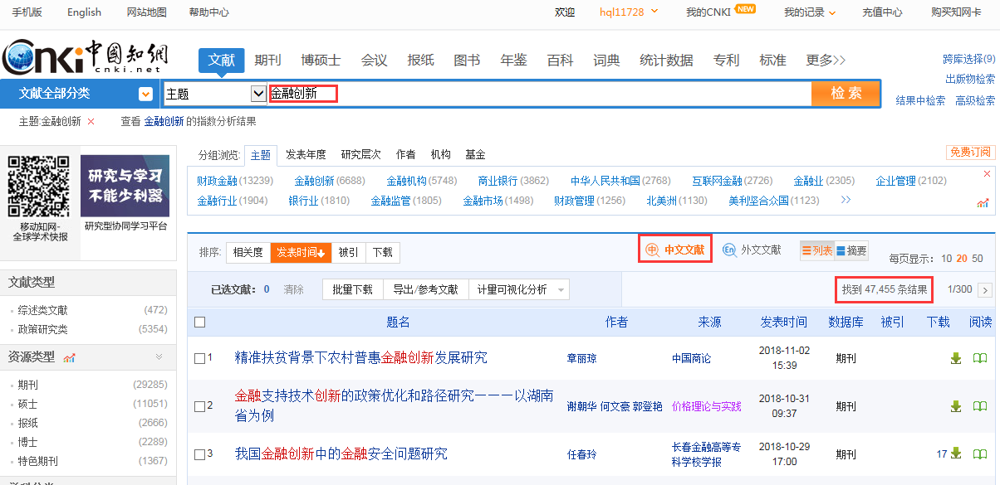 手机版 English 网站地图 帮助中心 欢迎 hql11728 我的CNKI NEW 我的记录 充值中心 购买知网卡
Cnki中國知網
cnki.net
文献 期刊 博硕士 会议 报纸 图书 年鉴 百科 词典 统计数据 专利 标准 更多>>
跨库选择(9)
出版物检索
文献全部分类 主题 金融创新 检索
结果中检索 高级检索
主题:金融创新 × 查看 金融创新 的指数分析结果
研究与学习
不能少利器
移动知网-
全球学术快报
研究型协同学习平台
分组浏览: 主题 发表年度 研究层次 作者 机构 基金 免费订阅
财政金融(13239) 金融创新(6688) 金融机构(5748) 商业银行(3862) 中华人民共和国(2768) 互联网金融(2726) 金融业(2305) 企业管理(2102)
金融行业(1904) 银行业(1810) 金融监管(1805) 金融市场(1498) 财政管理(1256) 北美洲(1130) 美利坚合众国(1123) >>
排序: 相关度 发表时间↓ 被引 下载 中 中文文献 En 外文文献 列表 摘要 每页显示: 10 20 50
已选文献: 0 清除 批量下载 导出/参考文献 计量可视化分析 找到 47,455 条结果 1/300 >
文献类型
综述类文献 (472)
政策研究类 (5354)
资源类型
期刊 (29285)
硕士 (11051)
报纸 (2666)
博士 (2289)
特色期刊 (1367)
题名 作者 来源 发表时间 数据库 被引 下载 阅读
1 精准扶贫背景下农村普惠金融创新发展研究 章丽琼 中国商论 2018-11-02
15:39 期刊
2 金融支持技术创新的政策优化和路径研究———以湖南
省为例 谢朝华 何文豪 郭登艳 价格理论与实践 2018-10-31
09:37 期刊
3 我国金融创新中的金融安全问题研究 任春玲 长春金融高等专
科学校学报 2018-10-29
17:00 期刊 17